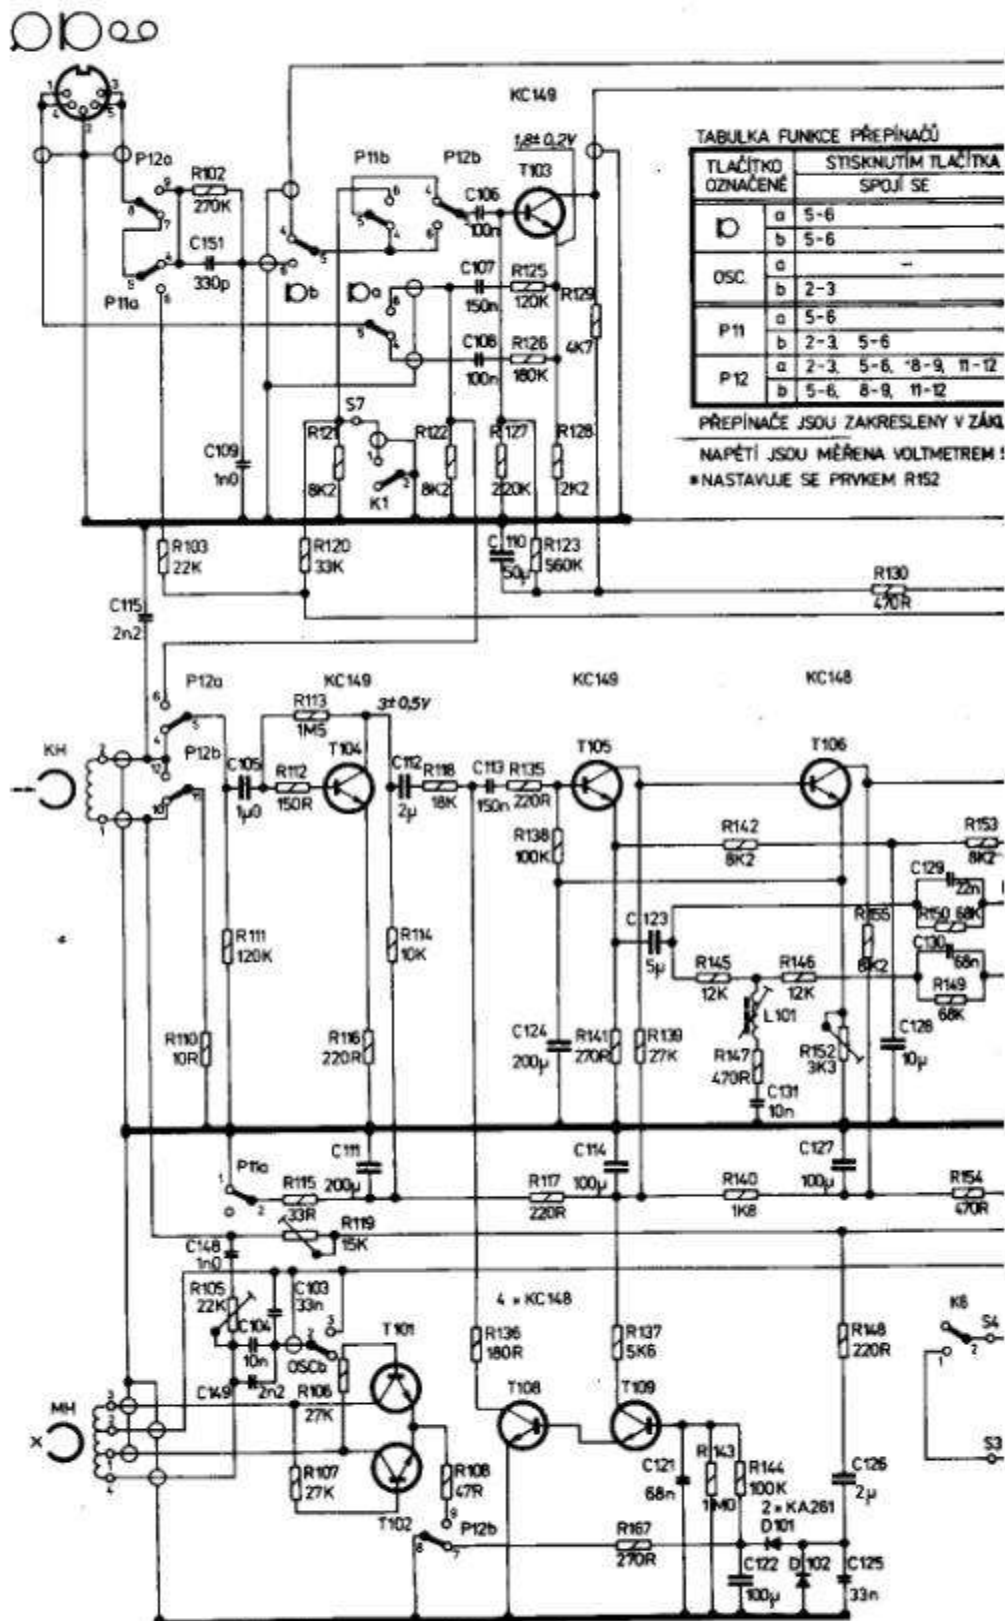 KC149
1,8±0,2V
T103
P12a
R102
270K
C151
330p
P11a
P11b
P12b
C106
100n
C107
150n
R125
120K
C108
100n
R126
180K
R129
4K7
b
a
TABULKA FUNKCE PŘEPÍNAČŮ
TLAČÍTKO OZNAČENÉ
STISKNUTÍM TLAČÍTKA
SPOJÍ SE
a 5-6
b 5-6
OSC. a -
b 2-3
P11 a 5-6
b 2-3, 5-6
P12 a 2-3, 5-6, 8-9, 11-12
b 5-6, 8-9, 11-12
PŘEPÍNAČE JSOU ZAKRESLENY V
NAPĚTÍ JSOU MĚŘENA VOLTMETREM
*NASTAVUJE SE PRVKEM R152
C109
1n0
S7
K1
R121
8K2
R122
8K2
R127
220K
R128
2K2
R103
22K
R120
33K
C110
50µ
R123
560K
R130
470R
C115
2n2
P12a
P12b
KH
KC149
3±0,5V
R113
1M5
T104
C105
1µ0
R112
150R
C112
2µ
R118
18K
C113
150n
R135
220R
KC149
T105
KC148
T106
R138
100K
R142
8K2
R153
8K2
C129
22n
R150 68K
C130
68n
R149
68K
C123
5µ
R155
8K2
R145
12K
R146
12K
L101
R111
120K
R114
10K
R110
10R
R116
220R
C124
200µ
R141
270R
R139
27K
R147
470R
C131
10n
R152
3K3
C128
10µ
P11a
C111
200µ
C114
100µ
C127
100µ
R115
33R
R117
220R
R140
1K8
R154
470R
R119
15K
C148
1n0
R105
22K
C103
33n
C104
10n
C149
2n2
OSCb
R106
27K
T101
4×KC148
R136
180R
R137
5K6
R148
220R
K6
S4
S3
MH
T108
T109
R107
27K
T102
R108
47R
P12b
C121
68n
R143
1M0
R144
100K
C126
2µ
2×KA261
D101
R167
270R
C122
100µ
D102
C125
33n